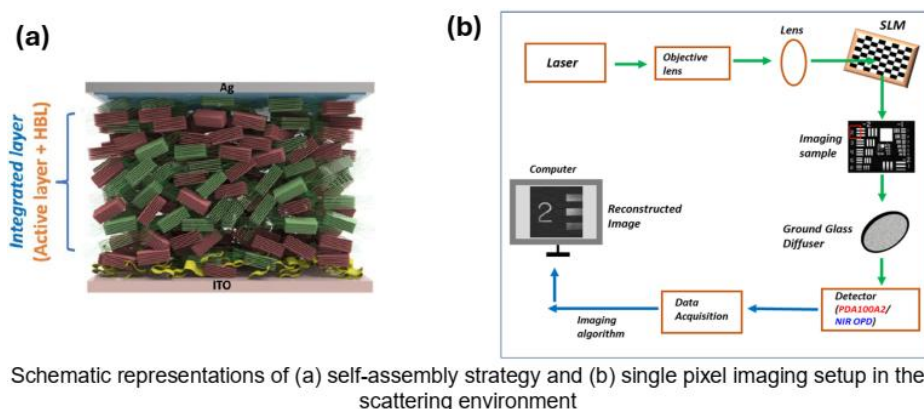 (a)
Ag
Integrated layer
(Active layer + HBL)
ITO
(b)
Laser
Objective
lens
Lens
SLM
Imaging
sample
Computer
2
Reconstructed
Image
Ground Glass
Diffuser
Detector
(PDA100A2/
NIR OPD)
Data
Acquisition
Imaging
algorithm
Schematic representations of (a) self-assembly strategy and (b) single pixel imaging setup in the
scattering environment